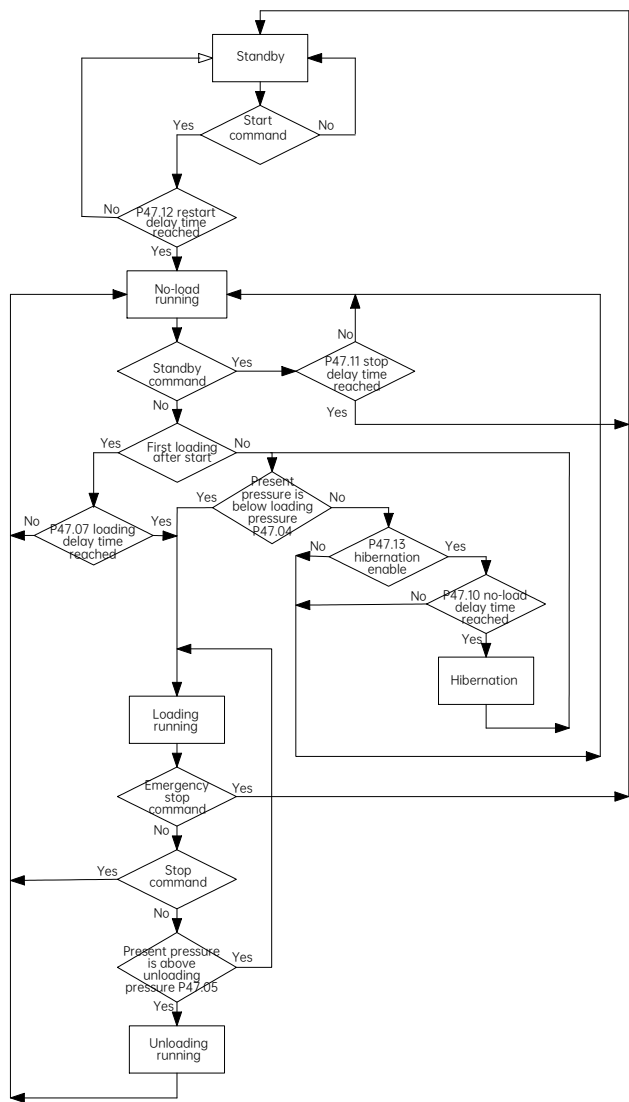 Standby
Start
command
Yes
No
No
P47.12 restart
delay time
reached
Yes
No-load
running
No
Standby
command
Yes
P47.11 stop
delay time
reached
No
Yes
Yes
First loading
after start
No
Present
pressure is
below loading
pressure
P47.04
Yes
No
No
P47.07 loading
delay time
reached
Yes
P47.13
hibernation
enable
No
Yes
No
P47.10 no-load
delay time
reached
Yes
Hibernation
Loading
running
Emergency
stop
command
Yes
No
Yes
Stop
command
No
Present pressure
is above
unloading
pressure P47.05
Yes
Yes
Unloading
running